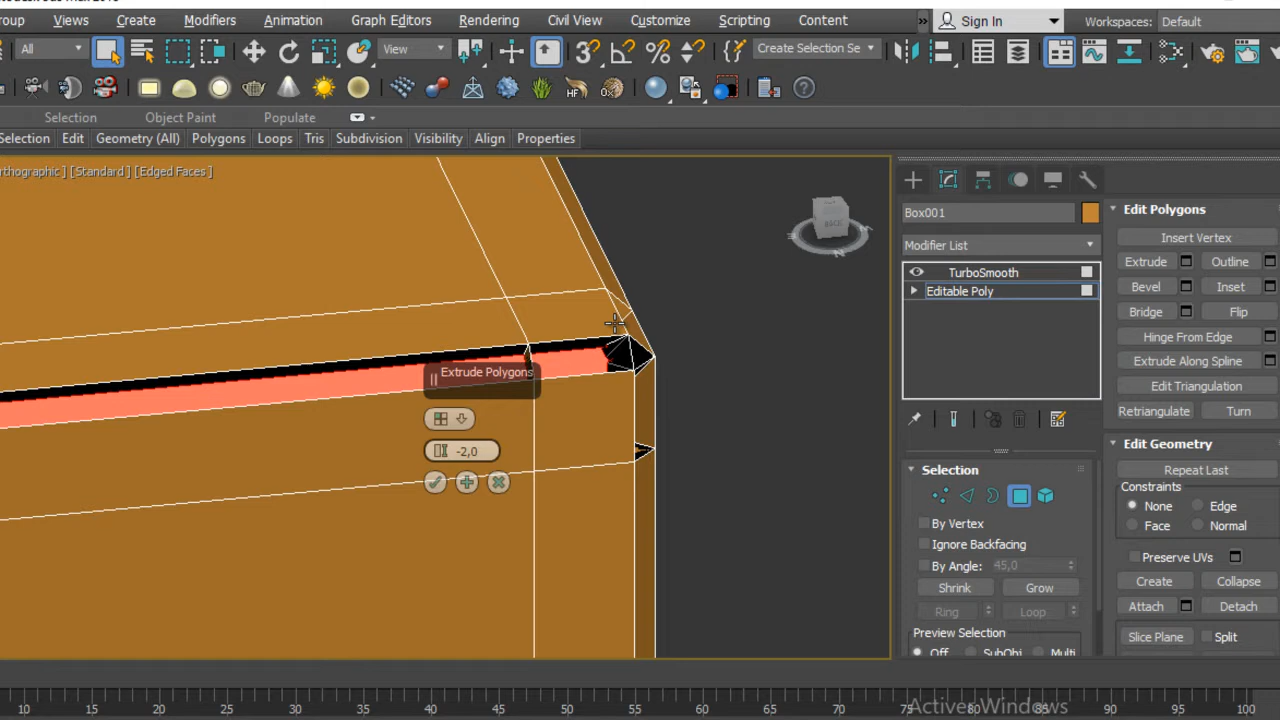 roup Views Create Modifiers Animation Graph Editors Rendering Civil View Customize Scripting Content » Sign In Workspaces: Default
All View Create Selection Se
Selection Object Paint Populate
Selection Edit Geometry (All) Polygons Loops Tris Subdivision Visibility Align Properties
rthographic ] [Standard ] [Edged Faces ]
Box001
Modifier List
TurboSmooth
Editable Poly
Edit Polygons
Insert Vertex
Extrude Outline
Bevel Inset
Bridge Flip
Hinge From Edge
Extrude Along Spline
Edit Triangulation
Retriangulate Turn
Extrude Polygons
-2,0
Selection
By Vertex
Ignore Backfacing
By Angle: 45,0
Shrink Grow
Ring Loop
Preview Selection
Off SubObj Multi
Edit Geometry
Repeat Last
Constraints
None Edge
Face Normal
Preserve UVs
Create Collapse
Attach Detach
Slice Plane Split
10 15 20 25 30 35 40 45 50 55 60 65 70 75 80 85 90 95 100
Activer Windows